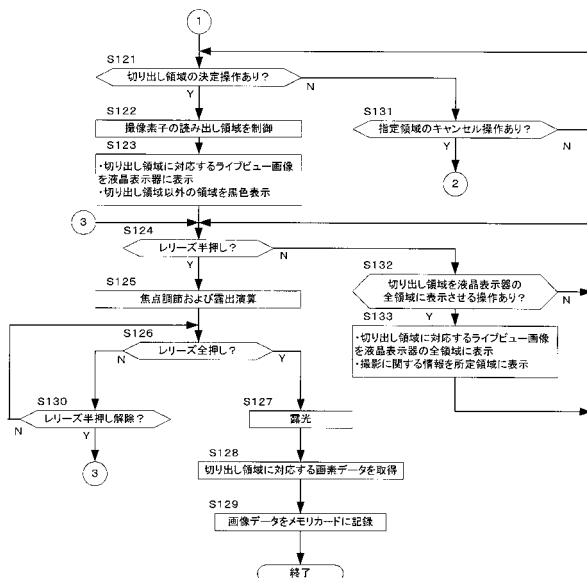 1
S121
切り出し領域の決定操作あり?
Y
N
S122
撮像素子の読み出し領域を制御
S131
指定領域のキャンセル操作あり?
Y
N
2
S123
・切り出し領域に対応するライブビュー画像
を液晶表示器に表示
・切り出し領域以外の領域を黒色表示
3
S124
レリーズ半押し?
Y
N
S125
焦点調節および露出演算
S132
切り出し領域を液晶表示器の
全領域に表示させる操作あり?
Y
N
S133
・切り出し領域に対応するライブビュー画像
を液晶表示器の全領域に表示
・撮影に関する情報を所定領域に表示
S126
レリーズ全押し?
N
Y
S130
レリーズ半押し解除?
N
Y
3
S127
露光
S128
切り出し領域に対応する画素データを取得
S129
画像データをメモリカードに記録
終了